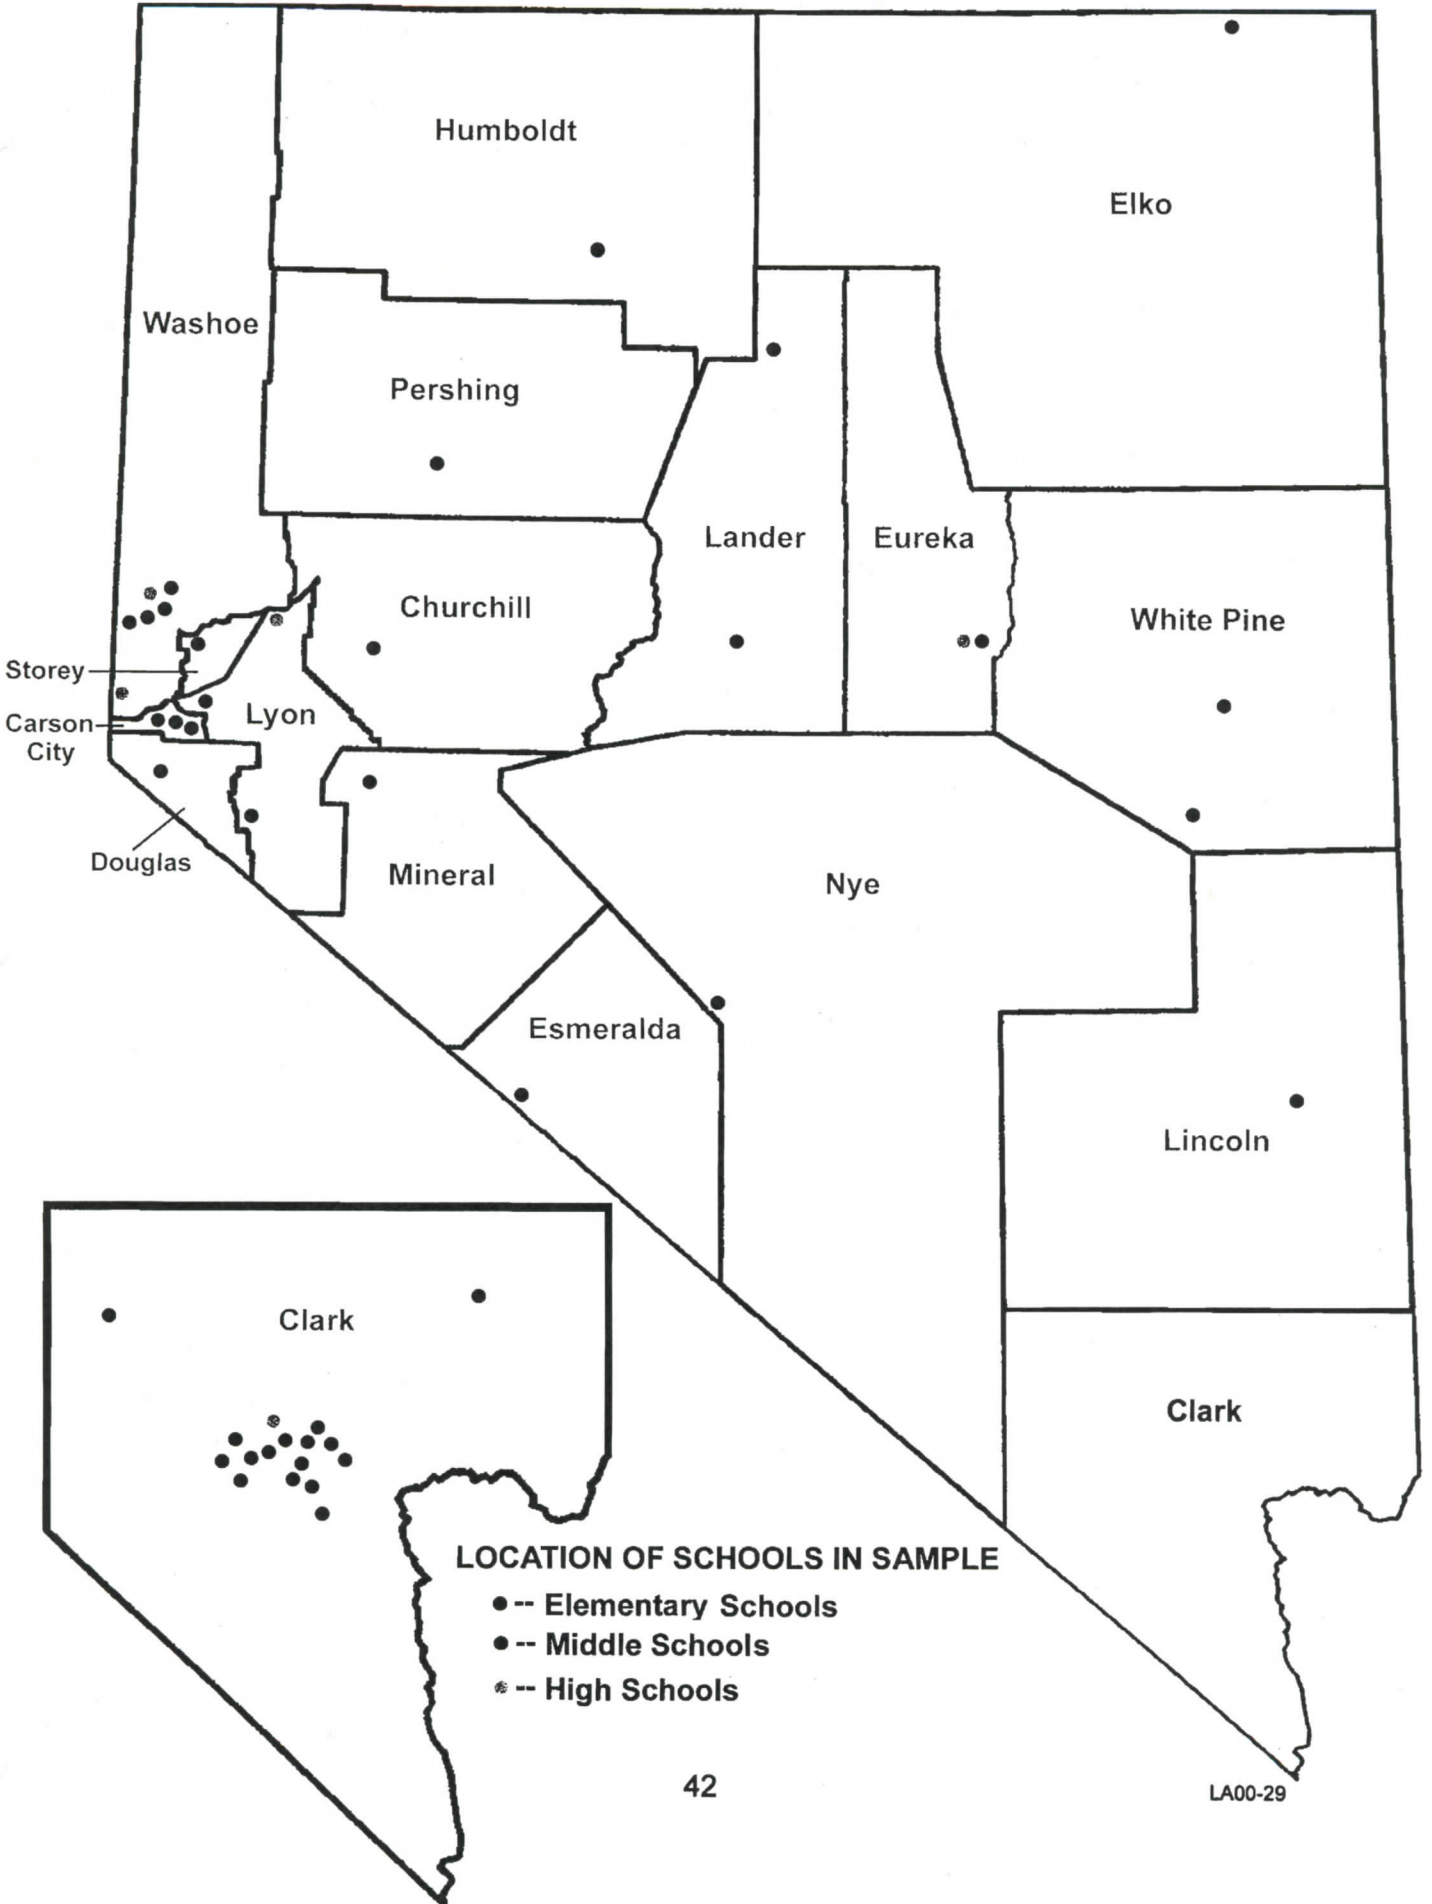 Humboldt
Elko
Washoe
Pershing
Lander
Eureka
Churchill
White Pine
Storey
Lyon
Carson
City
Douglas
Mineral
Nye
Esmeralda
Lincoln
Clark
Clark
LOCATION OF SCHOOLS IN SAMPLE
●-- Elementary Schools
●-- Middle Schools
●-- High Schools
42
LA00-29